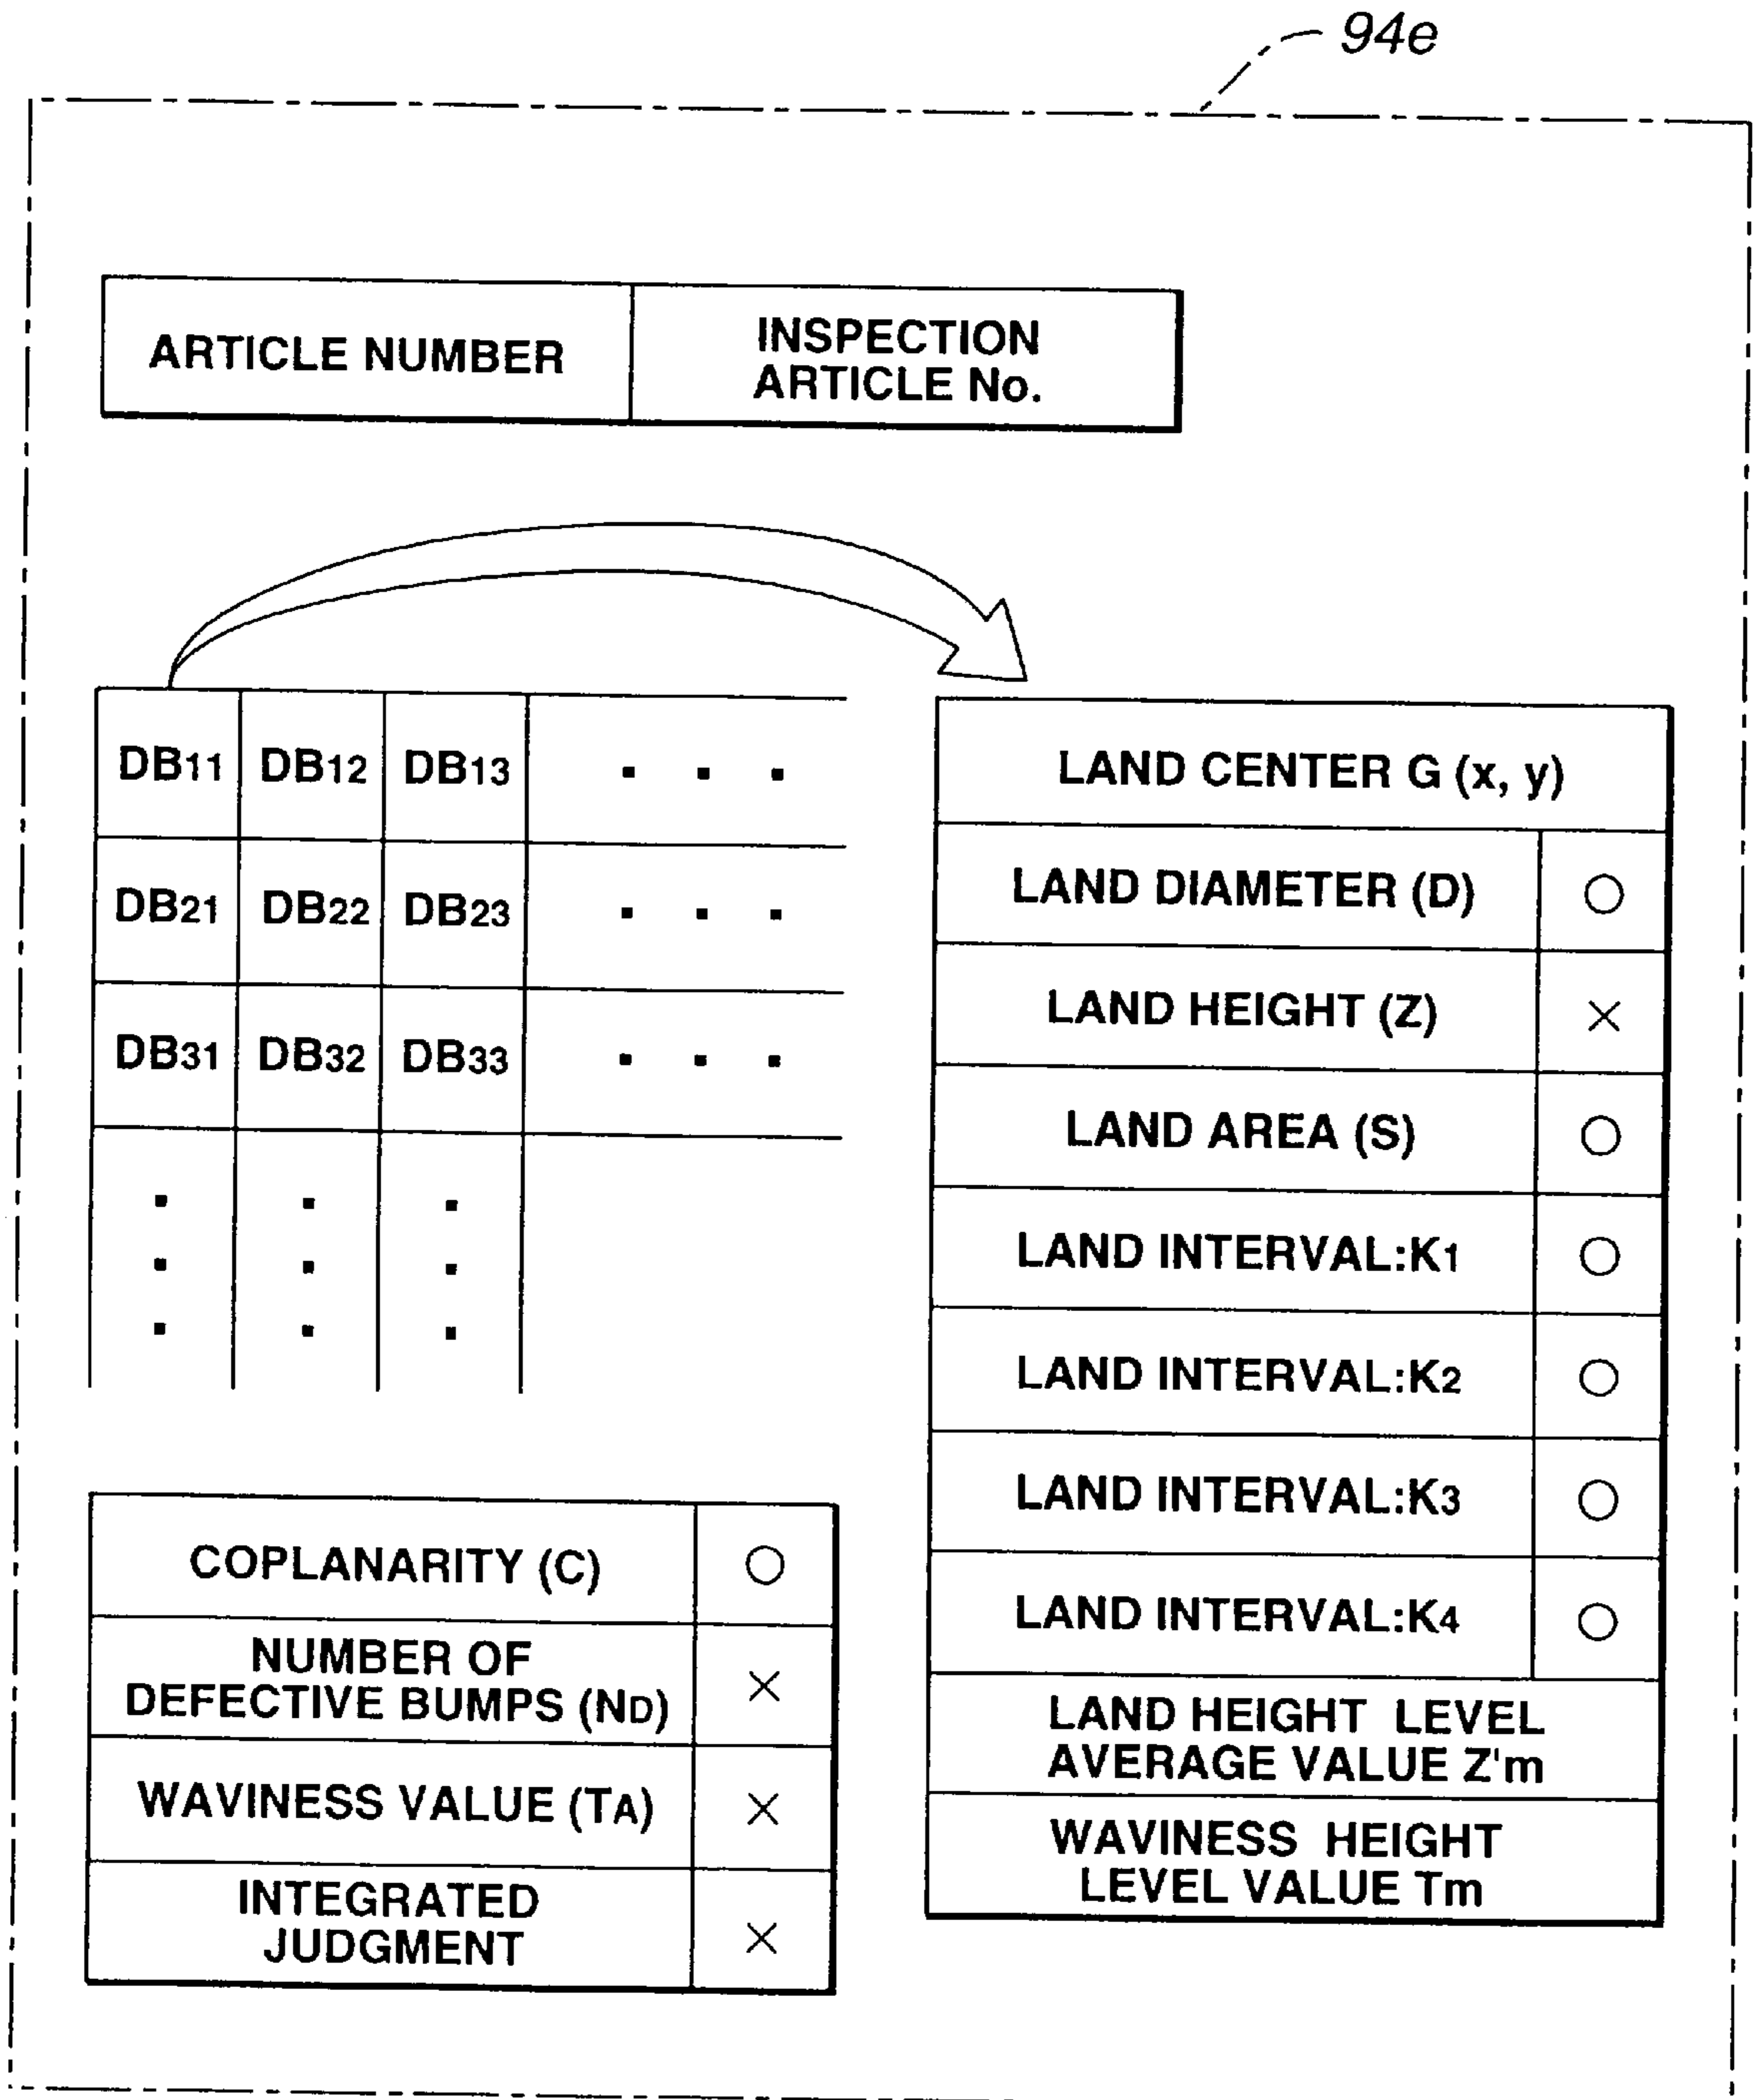 94e
ARTICLE NUMBER
INSPECTION
ARTICLE No.
DB11 DB12 DB13 . . .
DB21 DB22 DB23 . . .
DB31 DB32 DB33 . . .
LAND CENTER G (x, y)
LAND DIAMETER (D) ○
LAND HEIGHT (Z) ×
LAND AREA (S) ○
LAND INTERVAL:K1 ○
LAND INTERVAL:K2 ○
LAND INTERVAL:K3 ○
LAND INTERVAL:K4 ○
LAND HEIGHT LEVEL
AVERAGE VALUE Z'm
WAVINESS HEIGHT
LEVEL VALUE Tm
COPLANARITY (C) ○
NUMBER OF
DEFECTIVE BUMPS (ND) ×
WAVINESS VALUE (TA) ×
INTEGRATED
JUDGMENT ×